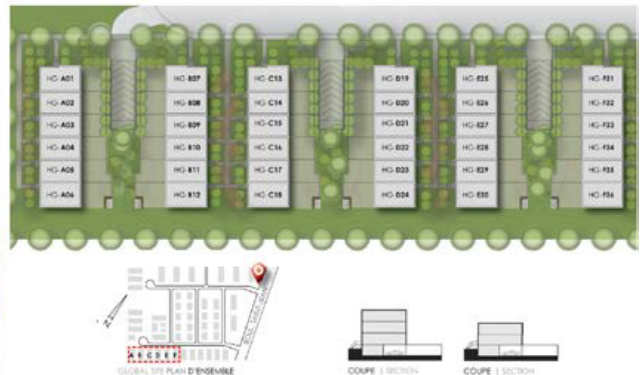 HG-A01 HG-B07 HG-C13 HG-D19 HG-E25 HG-F31
HG-A02 HG-B08 HG-C14 HG-D20 HG-E26 HG-F32
HG-A03 HG-B09 HG-C15 HG-D21 HG-E27 HG-F33
HG-A04 HG-B10 HG-C16 HG-D22 HG-E28 HG-F34
HG-A05 HG-B11 HG-C17 HG-D23 HG-E29 HG-F35
HG-A06 HG-B12 HG-C18 HG-D24 HG-E30 HG-F36
A B C D E F
GLOBAL SITE PLAN D'ENSEMBLE
COUPE | SECTION
COUPE | SECTION